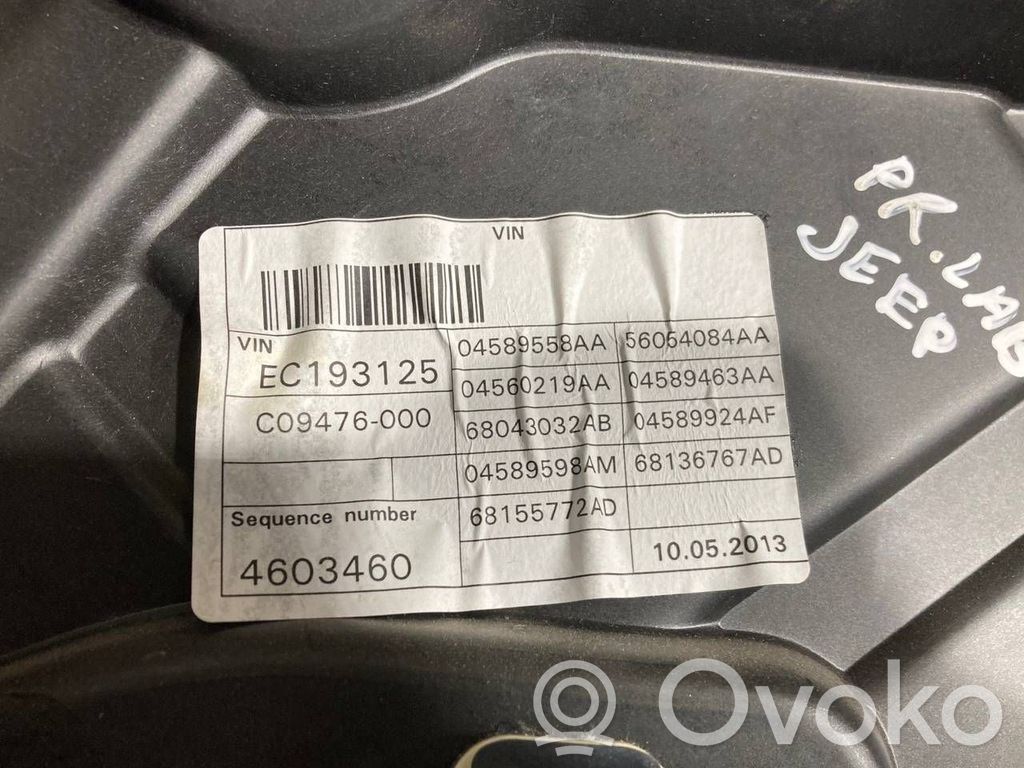 VIN
VIN
EC193125
C09476-000
04589558AA 56054084AA
04560219AA 04589463AA
68043032AB 04589924AF
04589598AM 68136767AD
68155772AD
Sequence number
4603460
10.05.2013
PK.LAB
JEEP
Ovoko